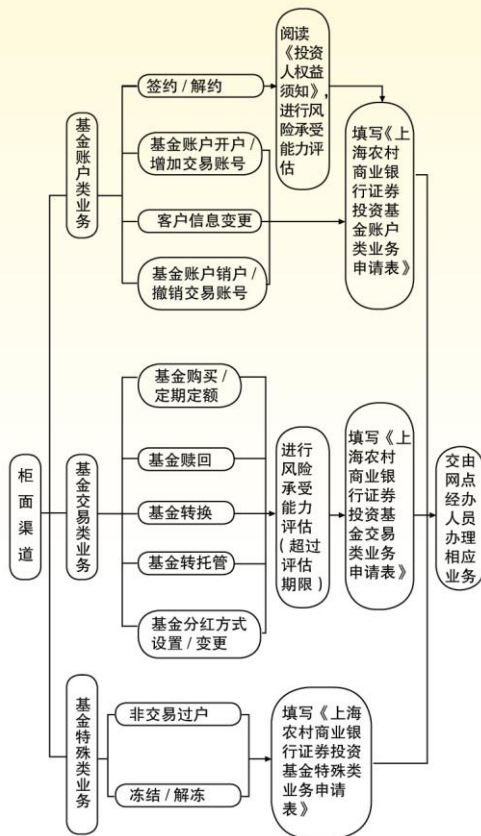 柜面渠道
基金账户类业务
签约 / 解约
基金账户开户 /
增加交易账号
客户信息变更
基金账户销户 /
撤销交易账号
阅读
《投资
人权益
须知》，
进行风
险承受
能力评
估
填写《上
海农村
商业银
行证券
投资基
金账户
类业务
申请表》
基金交易类业务
基金购买 /
定期定额
基金赎回
基金转换
基金转托管
基金分红方式
设置 / 变更
进行
风险
承受
能力
评估
(超过
评估
期限)
填写《上
海农村
商业银
行证券
投资基
金交易
类业务
申请表》
基金特殊类业务
非交易过户
冻结 / 解冻
填写《上海
农村商业银
行证券投资
基金特殊类
业务申请
表》
交由
网点
经办
人员
办理
相应
业务